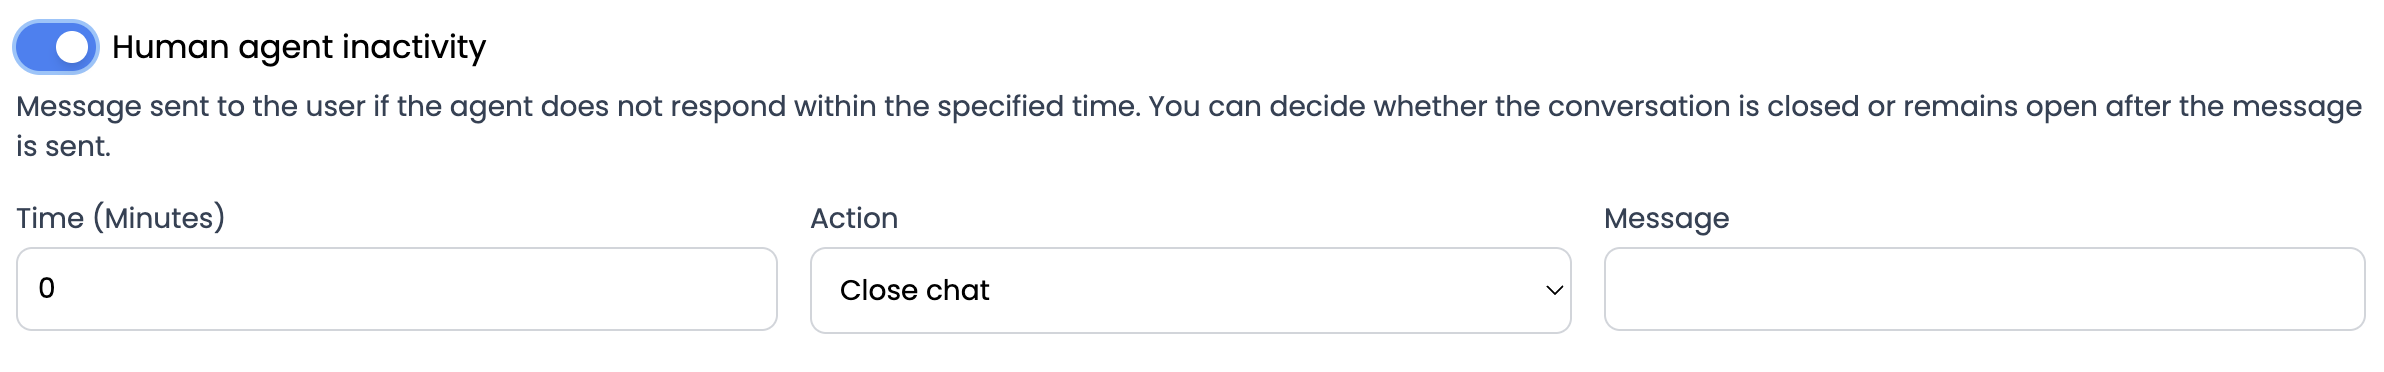 Human agent inactivity
Message sent to the user if the agent does not respond within the specified time. You can decide whether the conversation is closed or remains open after the message
is sent.
Time (Minutes)
Action
Message
0
Close chat